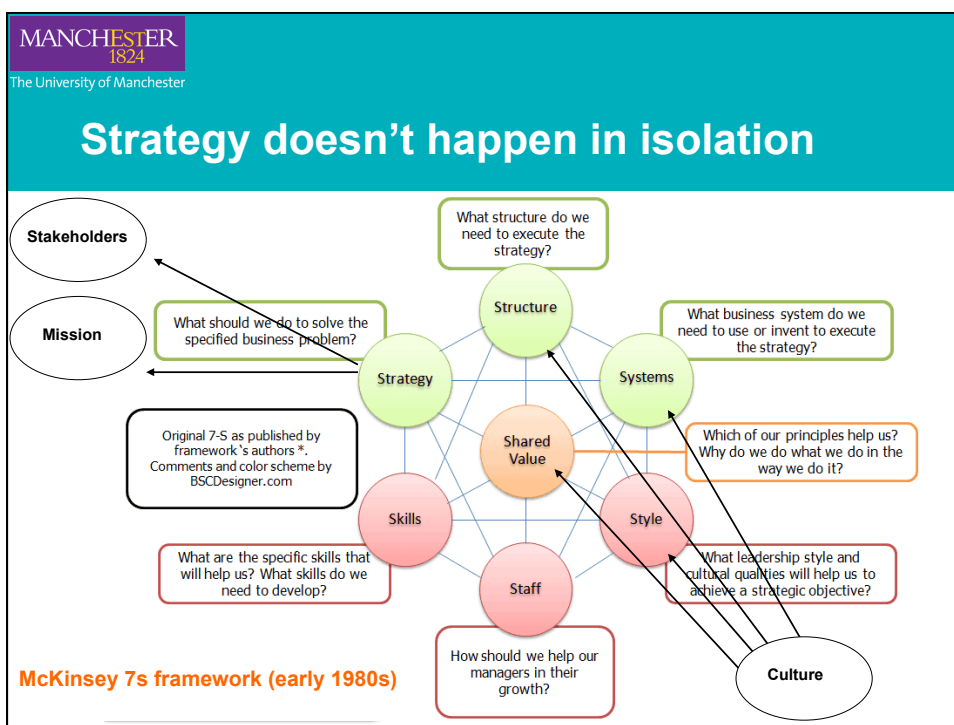 MANCHESTER
1824
The University of Manchester
Strategy doesn't happen in isolation
Stakeholders
Mission
What structure do we
need to execute the
strategy?
Structure
What should we do to solve the
specified business problem?
Strategy
What business system do we
need to use or invent to execute
the strategy?
Systems
Original 7-S as published by
framework`s authors *.
Comments and color scheme by
BSCDesigner.com
Shared
Value
Which of our principles help us?
Why do we do what we do in the
way we do it?
Skills
Style
What are the specific skills that
will help us? What skills do we
need to develop?
Staff
What leadership style and
cultural qualities will help us to
achieve a strategic objective?
How should we help our
managers in their
growth?
Culture
McKinsey 7s framework (early 1980s)